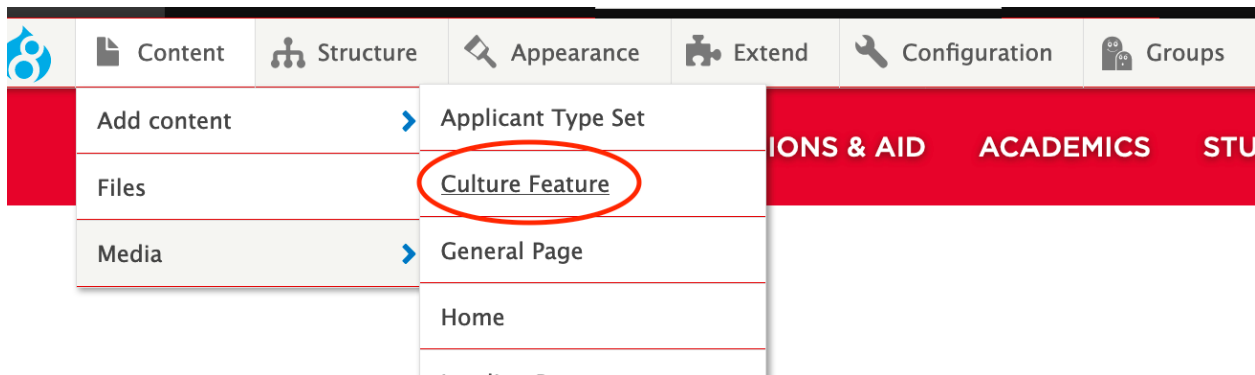 Content Structure Appearance Extend Configuration Groups
Add content Applicant Type Set
IONS & AID ACADEMICS STU
Files Culture Feature
Media General Page
Home